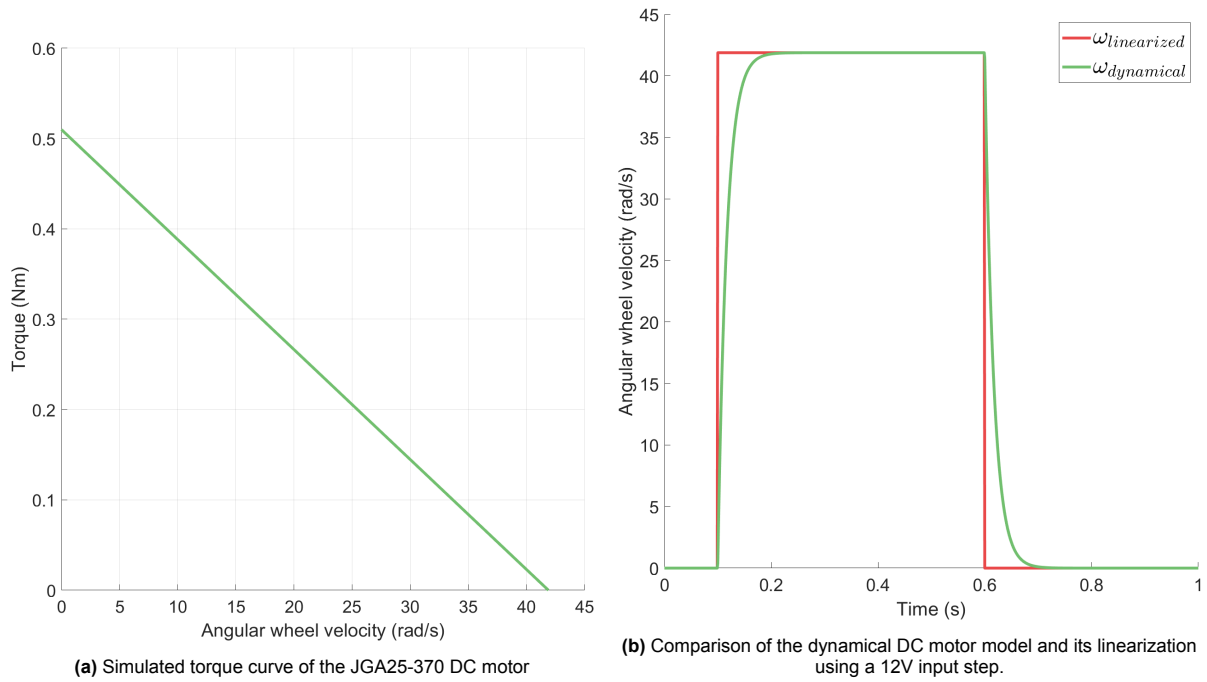 0.6
0.5
0.4
0.3
0.2
0.1
0
Torque (Nm)
0 5 10 15 20 25 30 35 40 45
Angular wheel velocity (rad/s)
(a) Simulated torque curve of the JGA25-370 DC motor
45
40
35
30
25
20
15
10
5
0
Angular wheel velocity (rad/s)
ω_linearized
ω_dynamical
0 0.2 0.4 0.6 0.8 1
Time (s)
(b) Comparison of the dynamical DC motor model and its linearization
using a 12V input step.